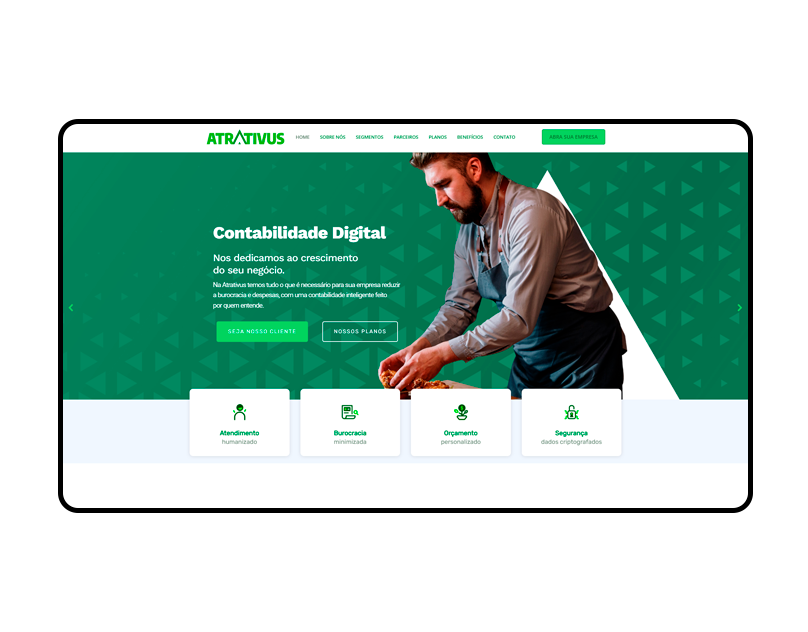 ATRATIVUS
HOME SOBRE NÓS SEGMENTOS PARCEIROS PLANOS BENEFÍCIOS CONTATO
ABRA SUA EMPRESA
Contabilidade Digital
Nos dedicamos ao crescimento
do seu negócio.
Na Atrativus temos tudo o que é necessário para sua empresa reduzir
a burocracia e despesas, com uma contabilidade inteligente feito
por quem entende.
SEJA NOSSO CLIENTE
NOSSOS PLANOS
Atendimento
humanizado
Burocracia
minimizada
Orçamento
personalizado
Segurança
dados criptografados